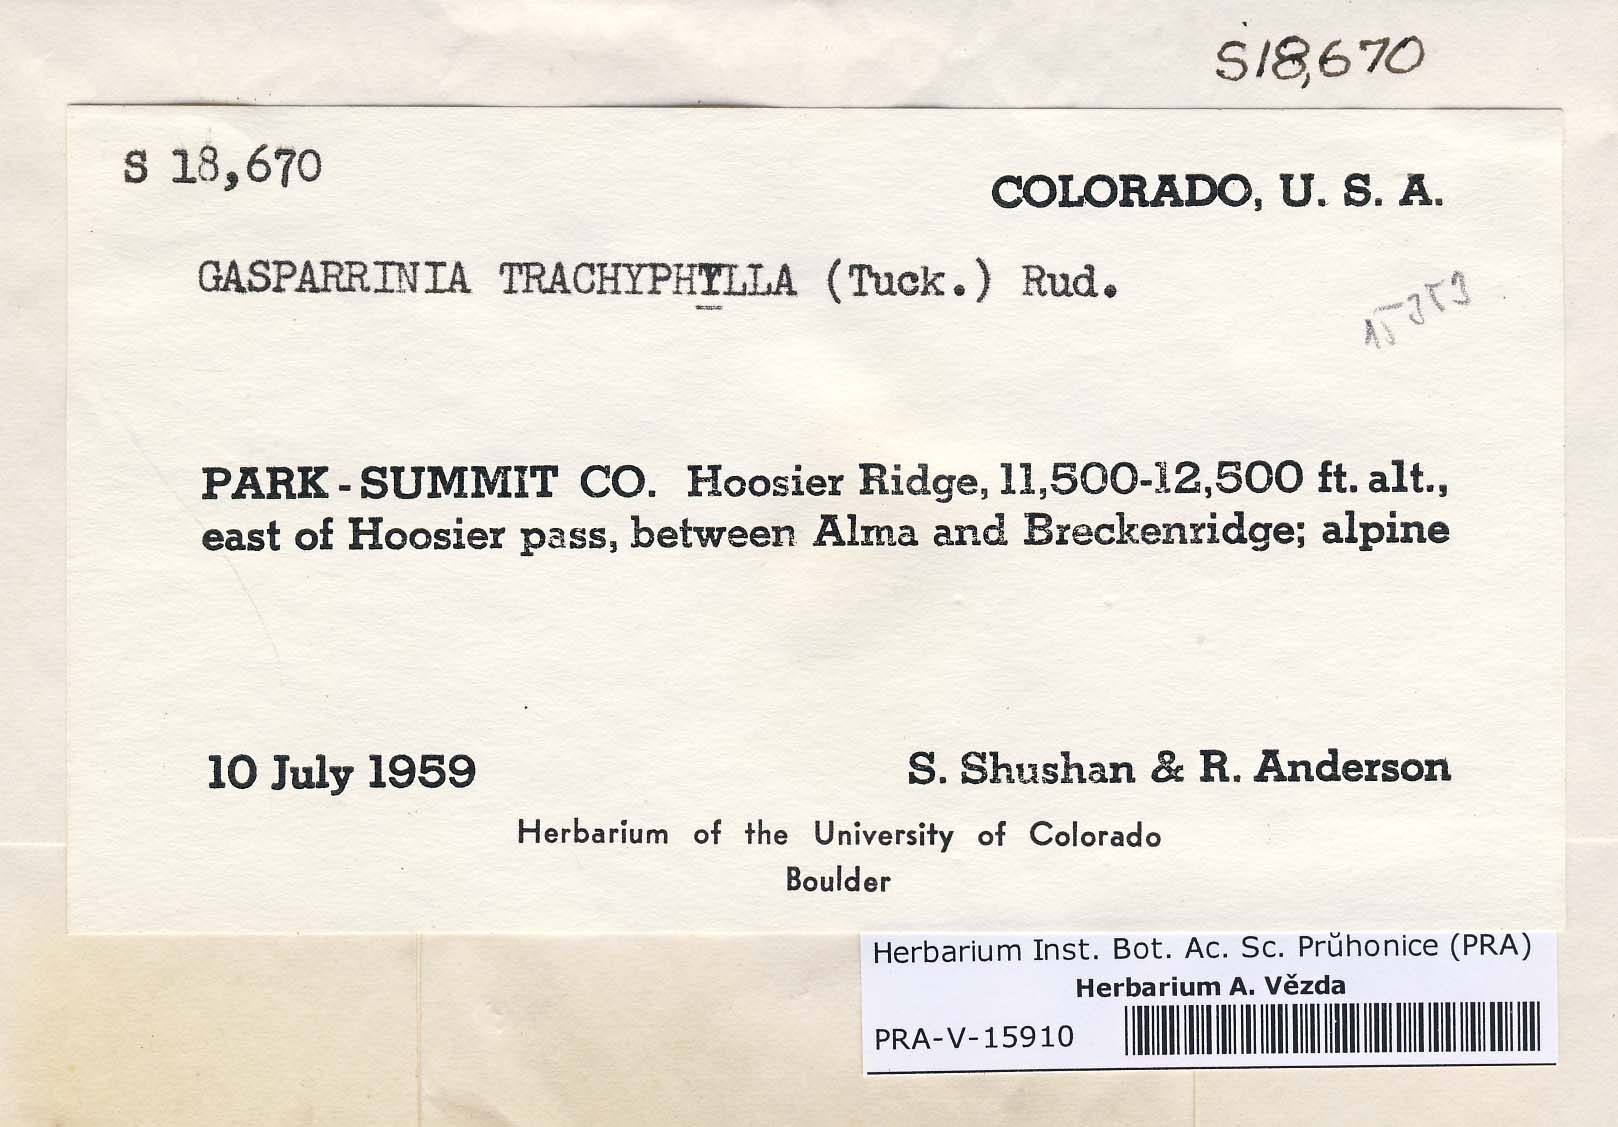 S18,670
S 18,670
COLORADO, U. S. A.
GASPARRINIA TRACHYPHYLLA (Tuck.) Rud.
15353
PARK - SUMMIT CO. Hoosier Ridge, 11,500-12,500 ft. alt.,
east of Hoosier pass, between Alma and Breckenridge; alpine
10 July 1959
S. Shushan & R. Anderson
Herbarium of the University of Colorado
Boulder
Herbarium Inst. Bot. Ac. Sc. Prŭhonice (PRA)
Herbarium A. Vězda
PRA-V-15910